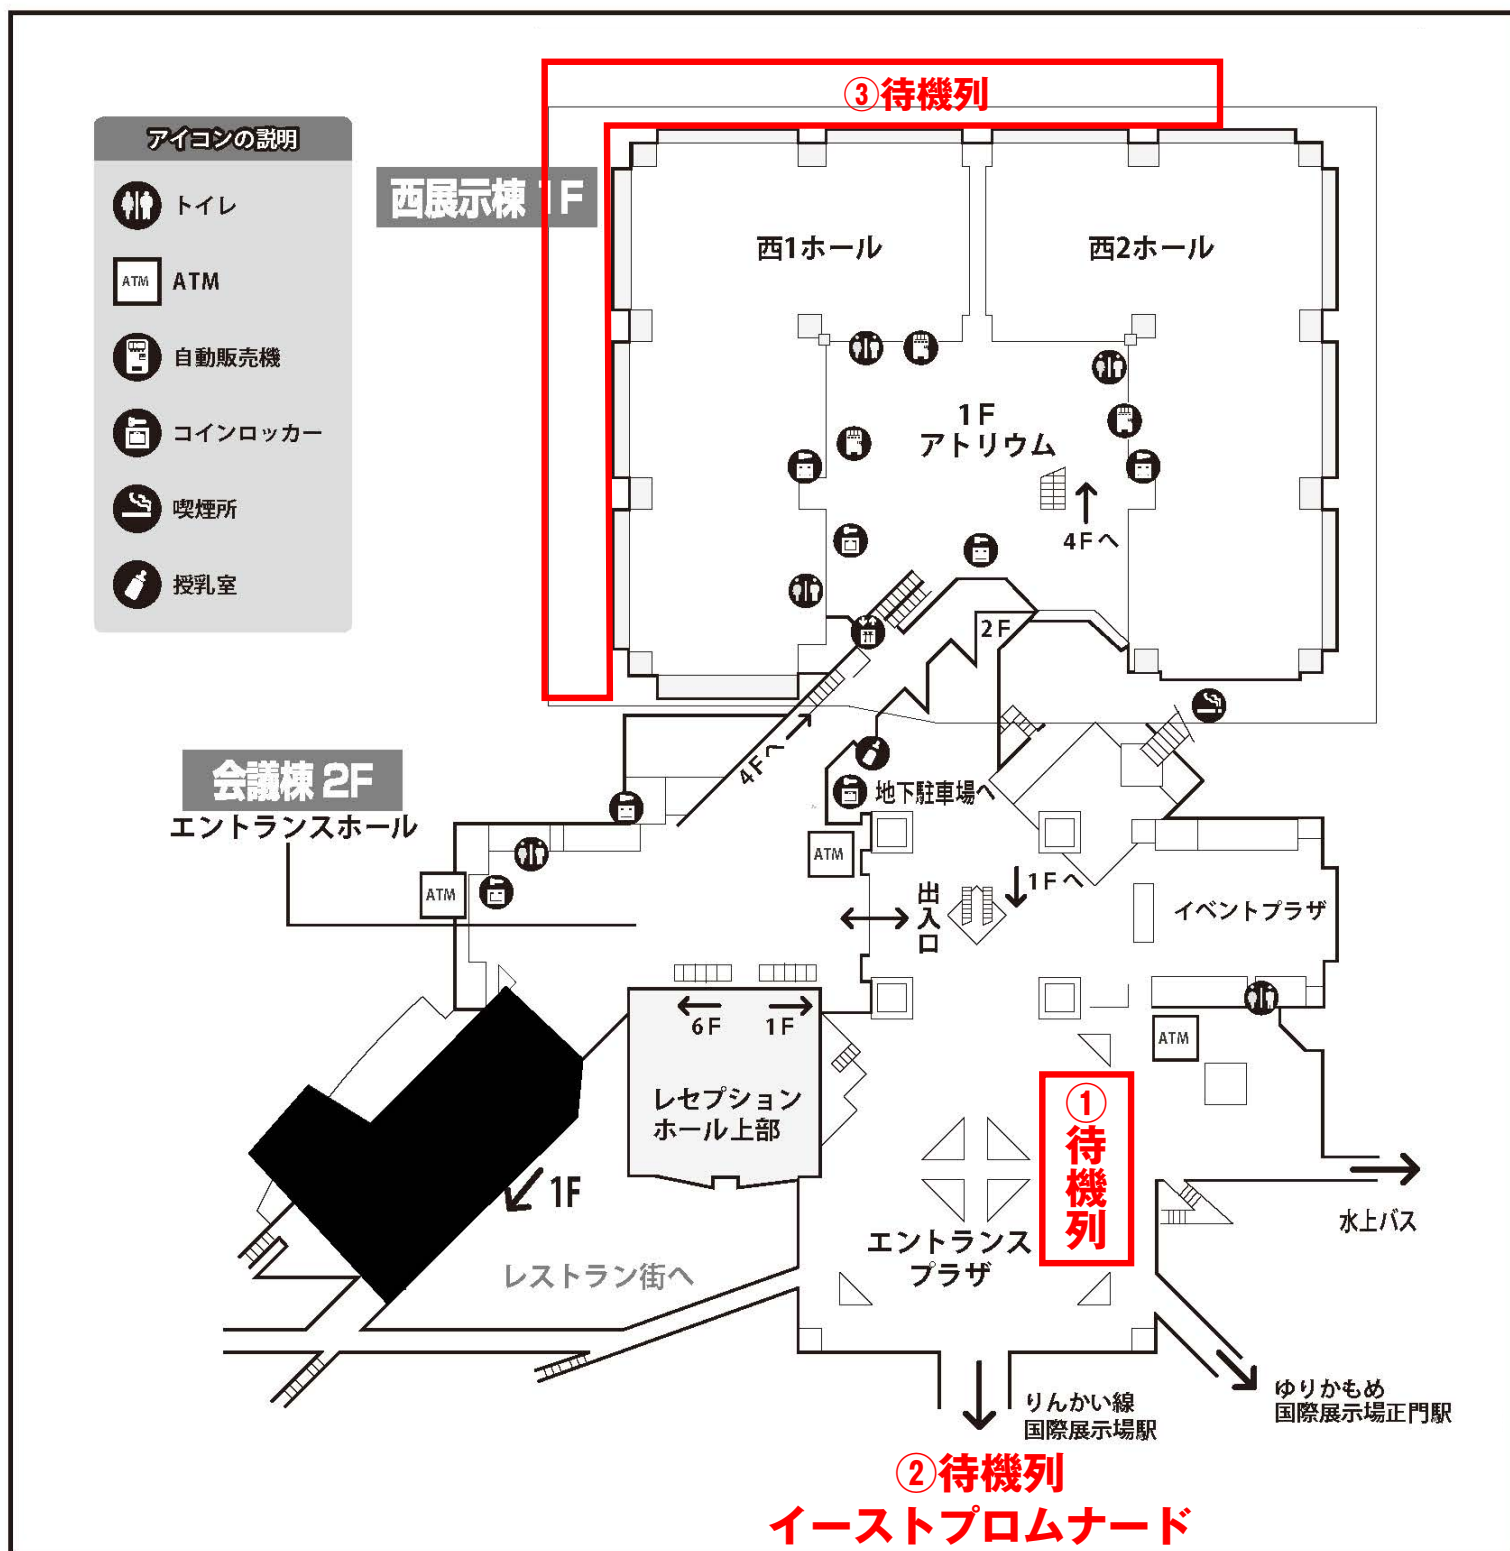 ③待機列
アイコンの説明
トイレ
ATM
ATM
自動販売機
コインロッカー
喫煙所
授乳室
西展示棟 1F
西1ホール
西2ホール
1F
アトリウム
4Fへ
2F
4Fへ
地下駐車場へ
会議棟 2F
エントランスホール
ATM
ATM
1Fへ
出入口
イベントプラザ
6F
1F
ATM
レセプション
ホール上部
①待機列
1F
エントランス
プラザ
水上バス
レストラン街へ
りんかい線
国際展示場駅
ゆりかもめ
国際展示場正門駅
②待機列
イーストプロムナード